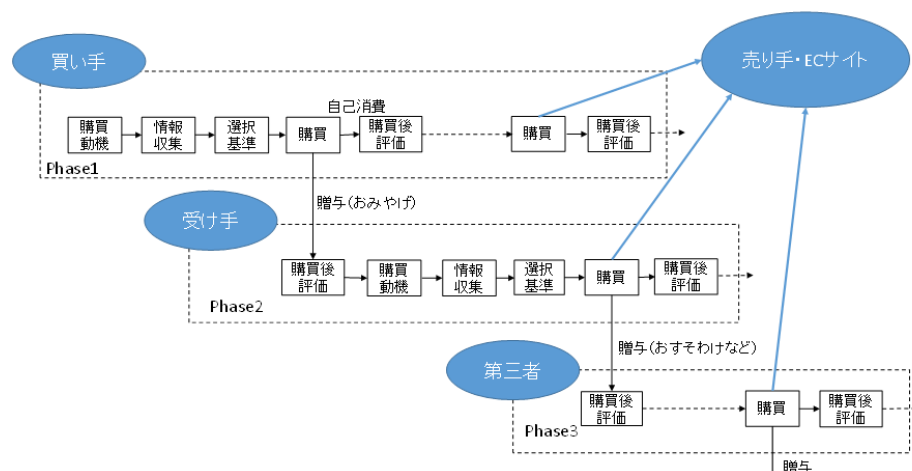 買い手
売り手・ECサイト
自己消費
購買
動機
情報
収集
選択
基準
購買
購買後
評価
購買
購買後
評価
Phase1
贈与(おみやげ)
受け手
購買後
評価
購買
動機
情報
収集
選択
基準
購買
購買後
評価
Phase2
贈与(おすそわけなど)
第三者
購買後
評価
購買
購買後
評価
Phase3
贈与